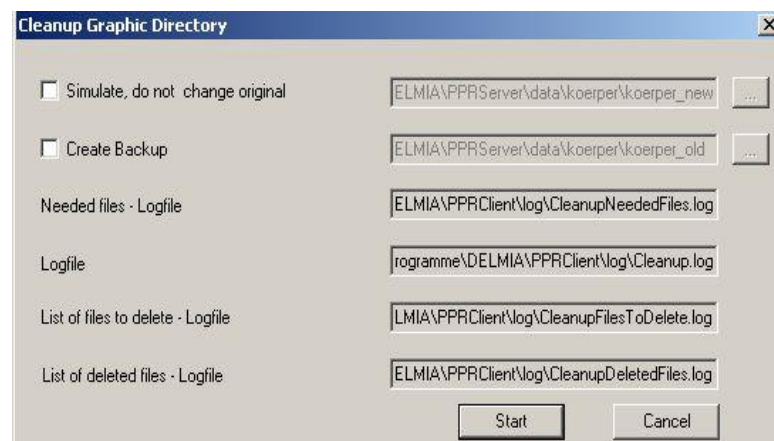 Cleanup Graphic Directory
Simulate, do not change original ELMIA\PPRServer\data\koerper\koerper_new ...
Create Backup ELMIA\PPRServer\data\koerper\koerper_old ...
Needed files - Logfile ELMIA\PPRClient\log\CleanupNeededFiles.log
Logfile rogramme\DELMIA\PPRClient\log\Cleanup.log
List of files to delete - Logfile LMIA\PPRClient\log\CleanupFilesToDelete.log
List of deleted files - Logfile ELMIA\PPRClient\log\CleanupDeletedFiles.log
Start Cancel